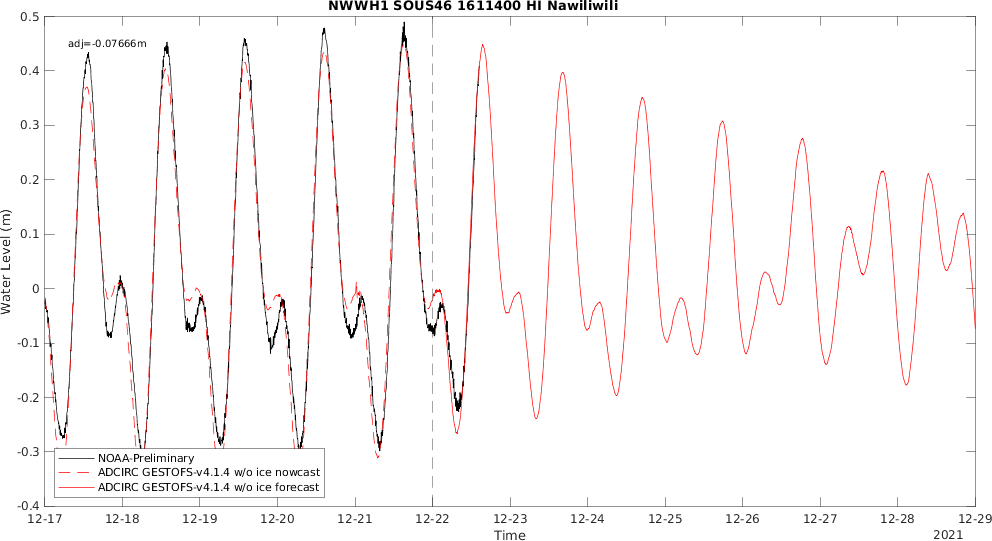 NWWH1 SOUS46 1611400 HI Nawiliwili
adj=-0.07666m
0.5
0.4
0.3
0.2
0.1
0
-0.1
-0.2
-0.3
-0.4
Water Level (m)
NOAA-Preliminary
ADCIRC GESTOFS-v4.1.4 w/o ice nowcast
ADCIRC GESTOFS-v4.1.4 w/o ice forecast
12-17 12-18 12-19 12-20 12-21 12-22 12-23 12-24 12-25 12-26 12-27 12-28 12-29
Time
2021